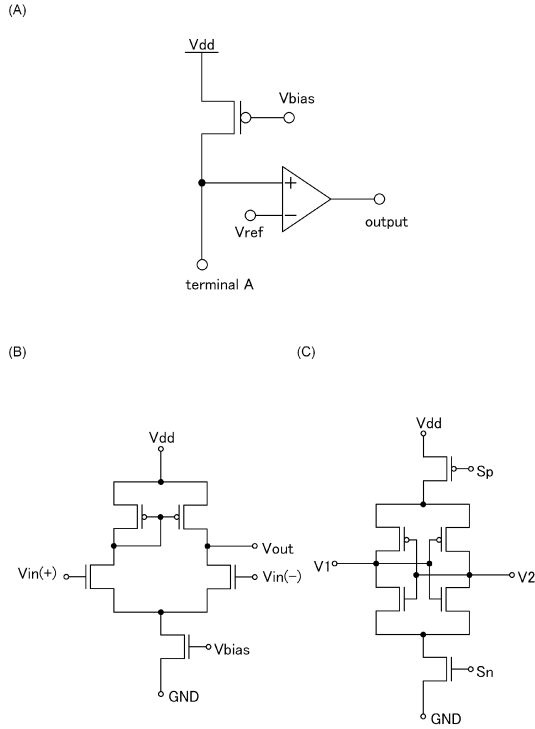 (A)
Vdd
Vbias
+
−
Vref
output
terminal A
(B)
(C)
Vdd
Vdd
Sp
Vin(+)
Vout
Vin(−)
V1
V2
Vbias
Sn
GND
GND